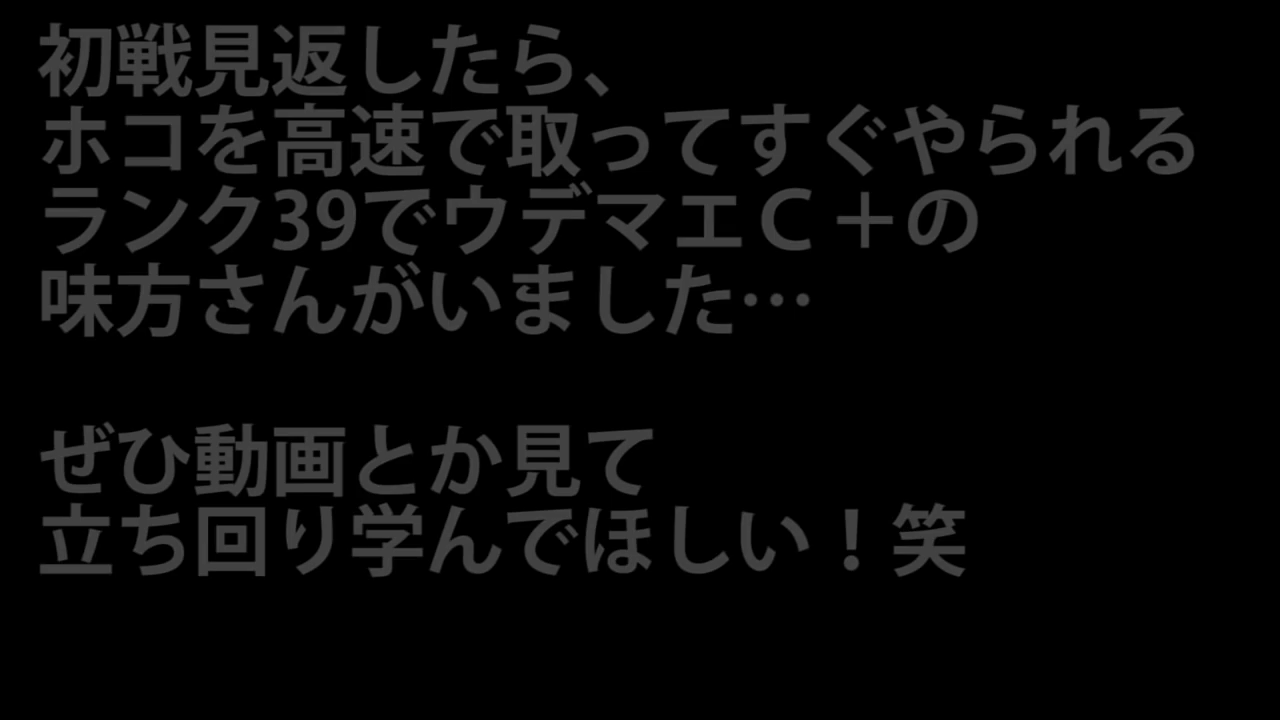 初戦見返したら、
ホコを高速で取ってすぐやられる
ランク39でウデマエC＋の
味方さんがいました…
ぜひ動画とか見て
立ち回り学んでほしい！笑